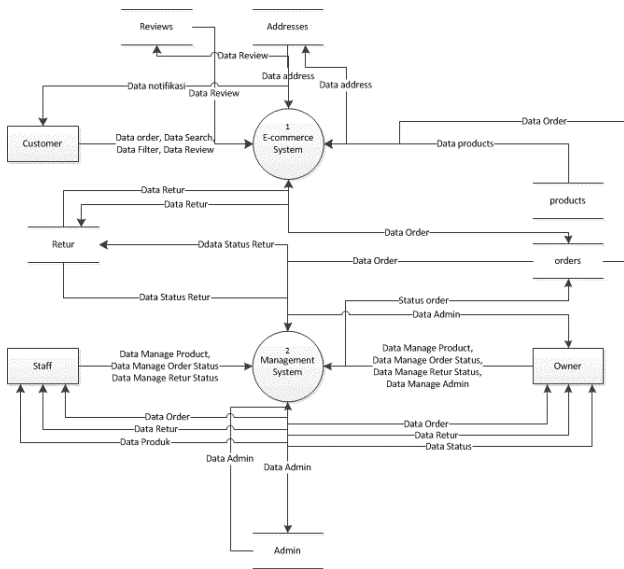 Reviews
Addresses
Data Review
Data address
Data address
Data notifikasi
Data Review
1
E-commerce
System
Customer
Data order, Data Search,
Data Filter, Data Review
Data Order
Data products
products
Data Retur
Data Retur
Retur
Ddata Status Retur
Data Order
Data Order
orders
Data Status Retur
Status order
Data Admin
2
Management
System
Staff
Data Manage Product,
Data Manage Order Status
Data Manage Retur Status
Data Manage Product,
Data Manage Order Status,
Data Manage Retur Status,
Data Manage Admin
Owner
Data Order
Data Retur
Data Produk
Data Order
Data Retur
Data Status
Data Admin
Data Admin
Admin